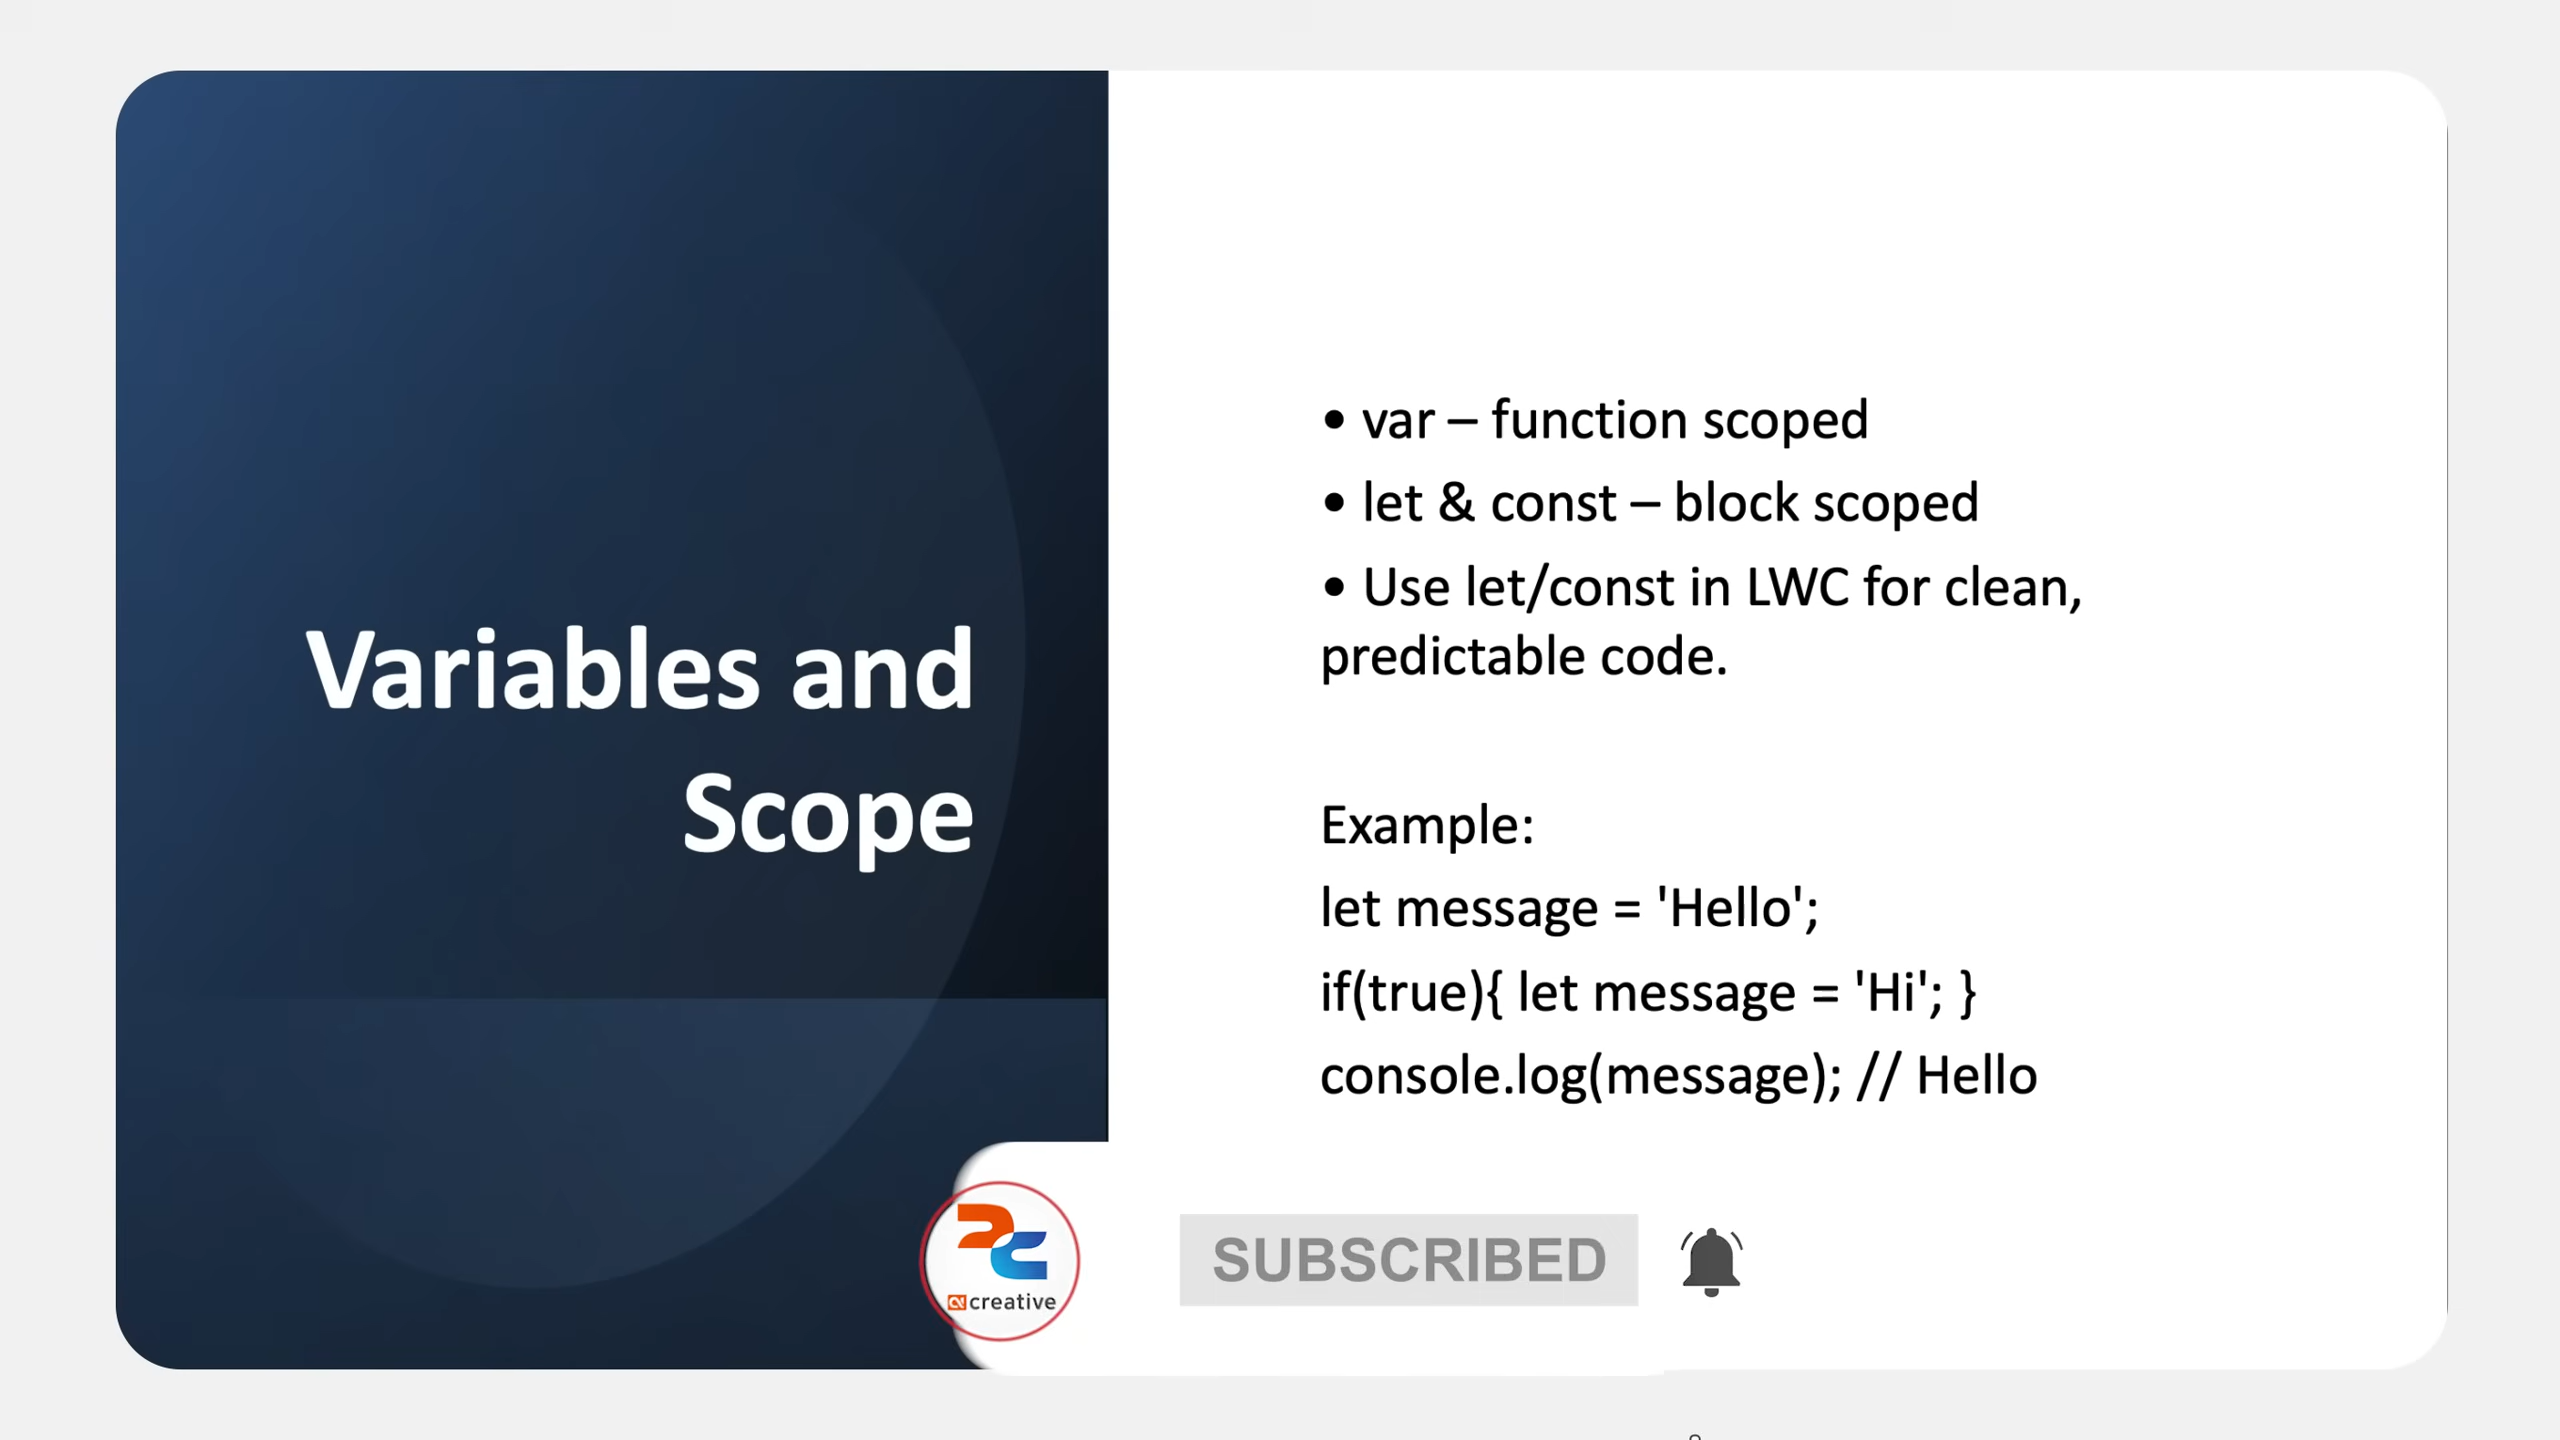 Variables and
Scope
• var – function scoped
• let & const – block scoped
• Use let/const in LWC for clean,
predictable code.
Example:
let message = 'Hello';
if(true){ let message = 'Hi'; }
console.log(message); // Hello
creative
SUBSCRIBED